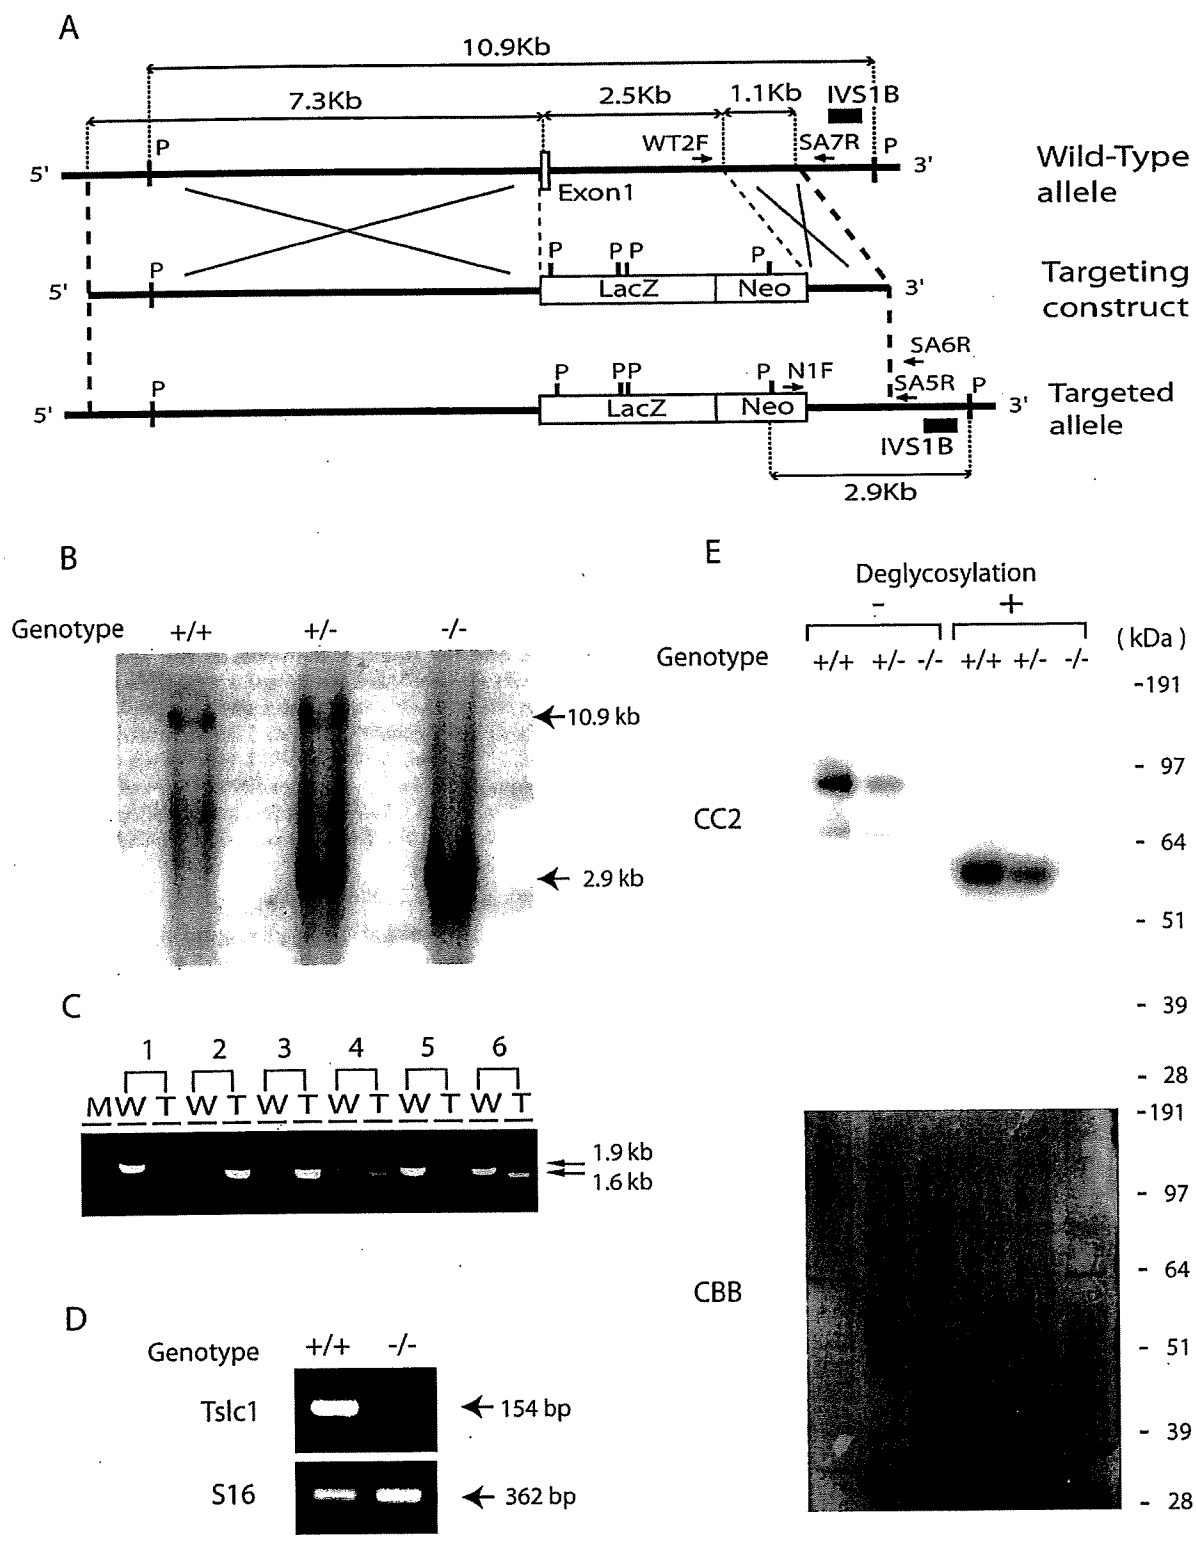 A
10.9Kb
7.3Kb 2.5Kb 1.1Kb IVS1B
WT2F SA7R
P P
5' 3' Wild-Type
Exon1 allele
P P P P P
5' LacZ Neo 3' Targeting
construct
SA6R
P P P P P N1F SA5R P
5' LacZ Neo 3' Targeted
allele
IVS1B
2.9Kb
B
Genotype +/+ +/- -/-
10.9 kb
2.9 kb
C
1 2 3 4 5 6
M W T W T W T W T W T W T
1.9 kb
1.6 kb
D
Genotype +/+ -/-
Tslc1 154 bp
S16 362 bp
E
Deglycosylation
- +
( kDa )
Genotype +/+ +/- -/- +/+ +/- -/-
-191
- 97
CC2
- 64
- 51
- 39
- 28
-191
- 97
- 64
CBB
- 51
- 39
- 28